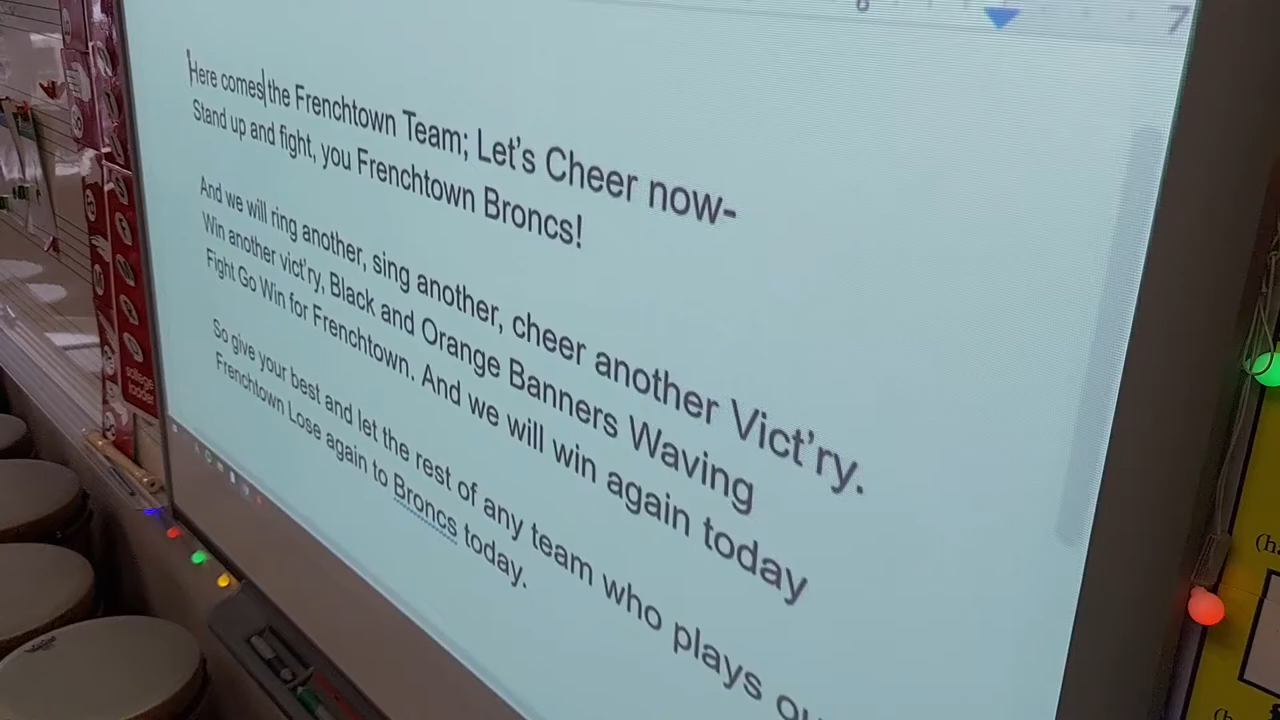 7
Here comes the Frenchtown Team; Let's Cheer now-
Stand up and fight, you Frenchtown Broncs!
And we will ring another, sing another, cheer another Vict'ry.
Win another vict'ry, Black and Orange Banners Waving
Fight Go Win for Frenchtown. And we will win again today
So give your best and let the rest of any team who plays
Frenchtown Lose again to Broncs today.
solfege
ladder